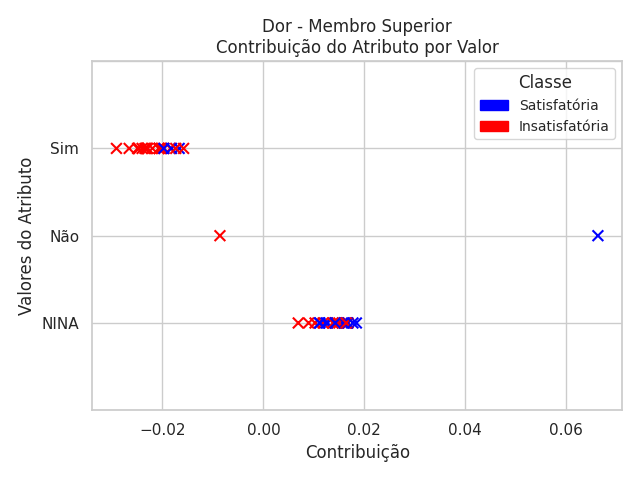 Dor - Membro Superior
Contribuição do Atributo por Valor
Classe
Satisfatória
Insatisfatória
Valores do Atributo
Sim
Não
NINA
−0.02
0.00
0.02
0.04
0.06
Contribuição